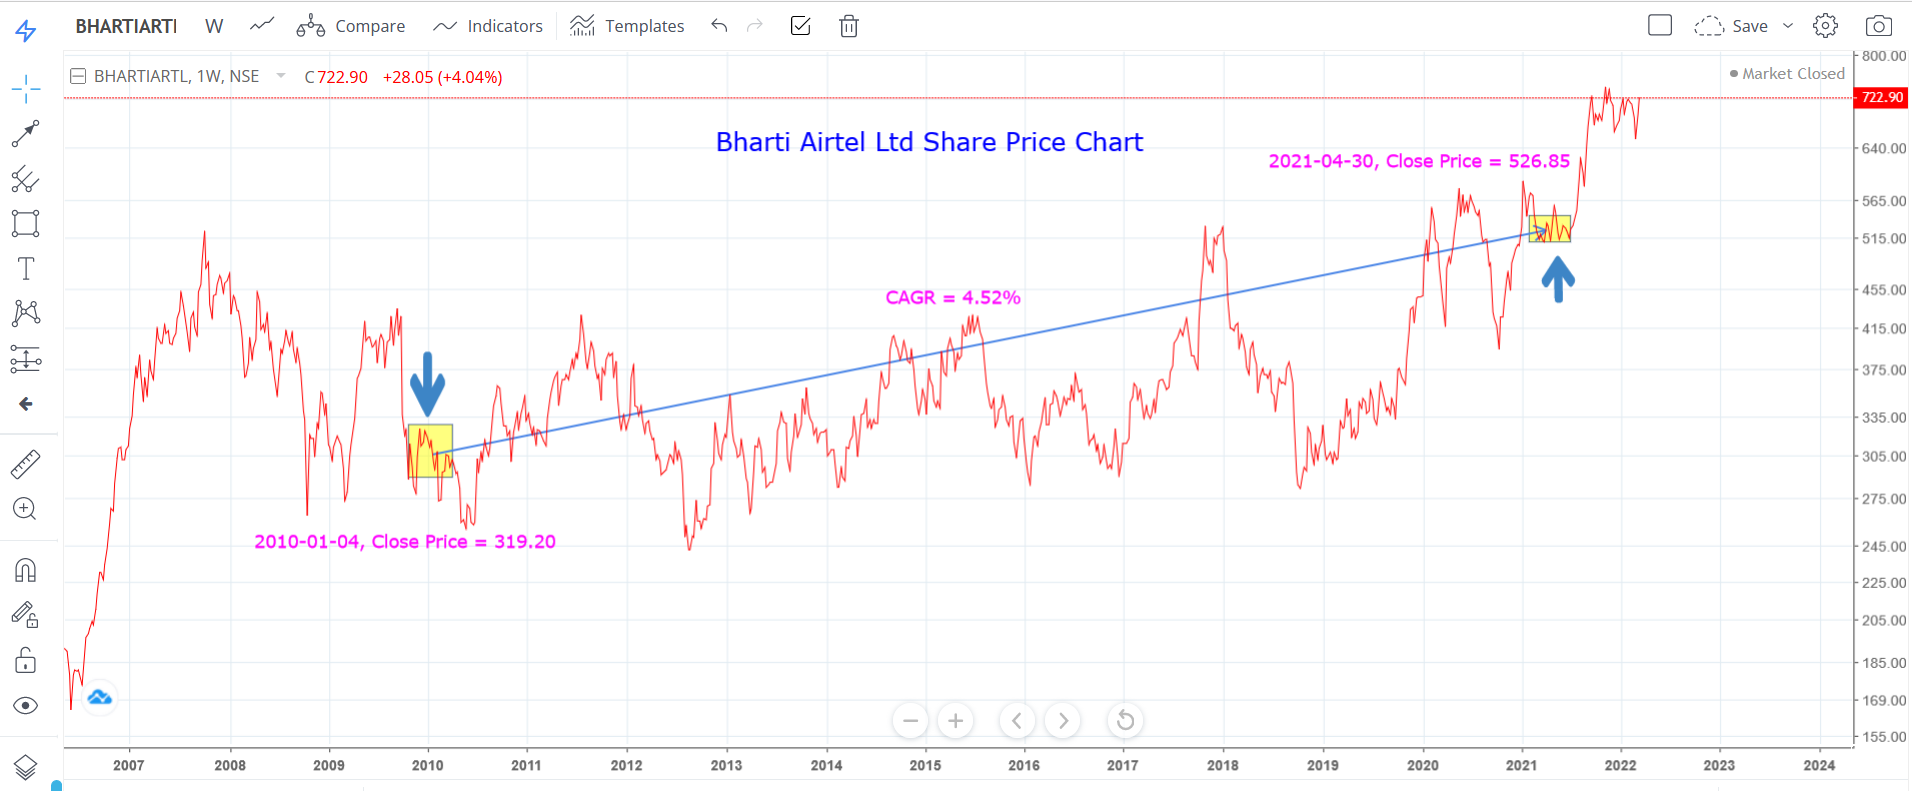 BHARTIARTL W Compare Indicators Templates Save
BHARTIARTL, 1W, NSE C722.90 +28.05 (+4.04%)
Market Closed
Bharti Airtel Ltd Share Price Chart
2021-04-30, Close Price = 526.85
CAGR = 4.52%
2010-01-04, Close Price = 319.20
800.00
722.90
640.00
565.00
515.00
455.00
415.00
375.00
335.00
305.00
275.00
245.00
225.00
205.00
185.00
169.00
155.00
2007 2008 2009 2010 2011 2012 2013 2014 2015 2016 2017 2018 2019 2020 2021 2022 2023 2024